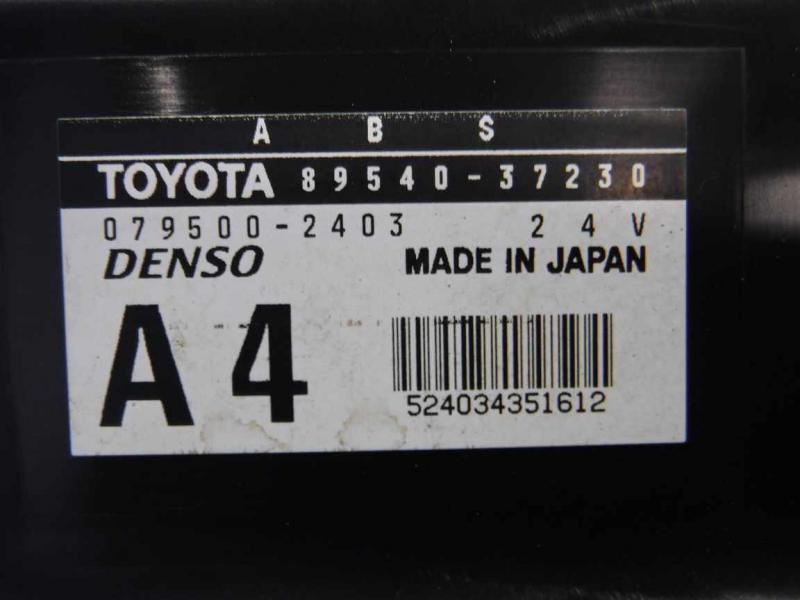 A B S
TOYOTA 89540-37230
079500-2403 24V
DENSO MADE IN JAPAN
A4
524034351612